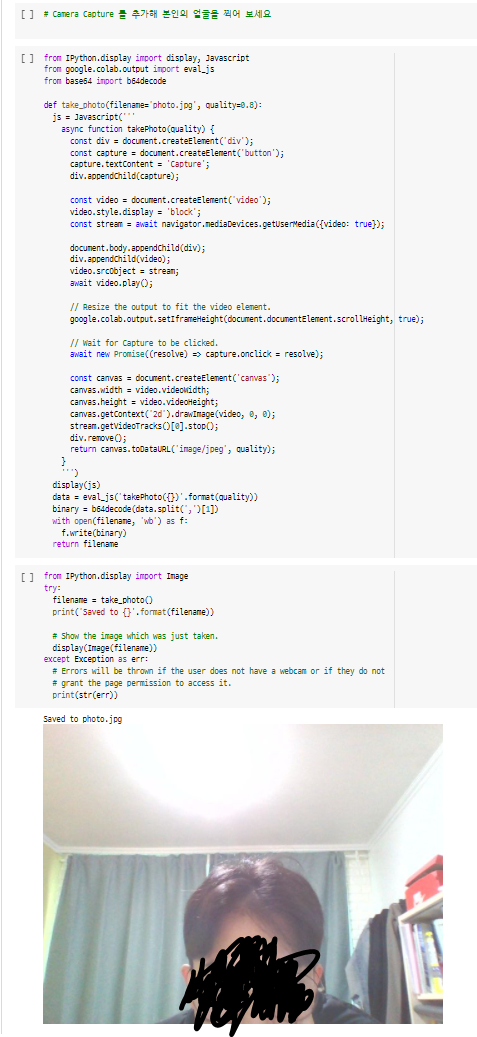 [ ] # Camera Capture 를 추가해 본인의 얼굴을 찍어 보세요
[ ] from IPython.display import display, Javascript
from google.colab.output import eval_js
from base64 import b64decode
def take_photo(filename='photo.jpg', quality=0.8):
js = Javascript('''
async function takePhoto(quality) {
const div = document.createElement('div');
const capture = document.createElement('button');
capture.textContent = 'Capture';
div.appendChild(capture);
const video = document.createElement('video');
video.style.display = 'block';
const stream = await navigator.mediaDevices.getUserMedia({video: true});
document.body.appendChild(div);
div.appendChild(video);
video.srcObject = stream;
await video.play();
// Resize the output to fit the video element.
google.colab.output.setIframeHeight(document.documentElement.scrollHeight, true);
// Wait for Capture to be clicked.
await new Promise((resolve) => capture.onclick = resolve);
const canvas = document.createElement('canvas');
canvas.width = video.videoWidth;
canvas.height = video.videoHeight;
canvas.getContext('2d').drawImage(video, 0, 0);
stream.getVideoTracks()[0].stop();
div.remove();
return canvas.toDataURL('image/jpeg', quality);
}
''')
display(js)
data = eval_js('takePhoto({})'.format(quality))
binary = b64decode(data.split(',')[1])
with open(filename, 'wb') as f:
f.write(binary)
return filename
[ ] from IPython.display import Image
try:
filename = take_photo()
print('Saved to {}'.format(filename))
# Show the image which was just taken.
display(Image(filename))
except Exception as err:
# Errors will be thrown if the user does not have a webcam or if they do not
# grant the page permission to access it.
print(str(err))
Saved to photo.jpg